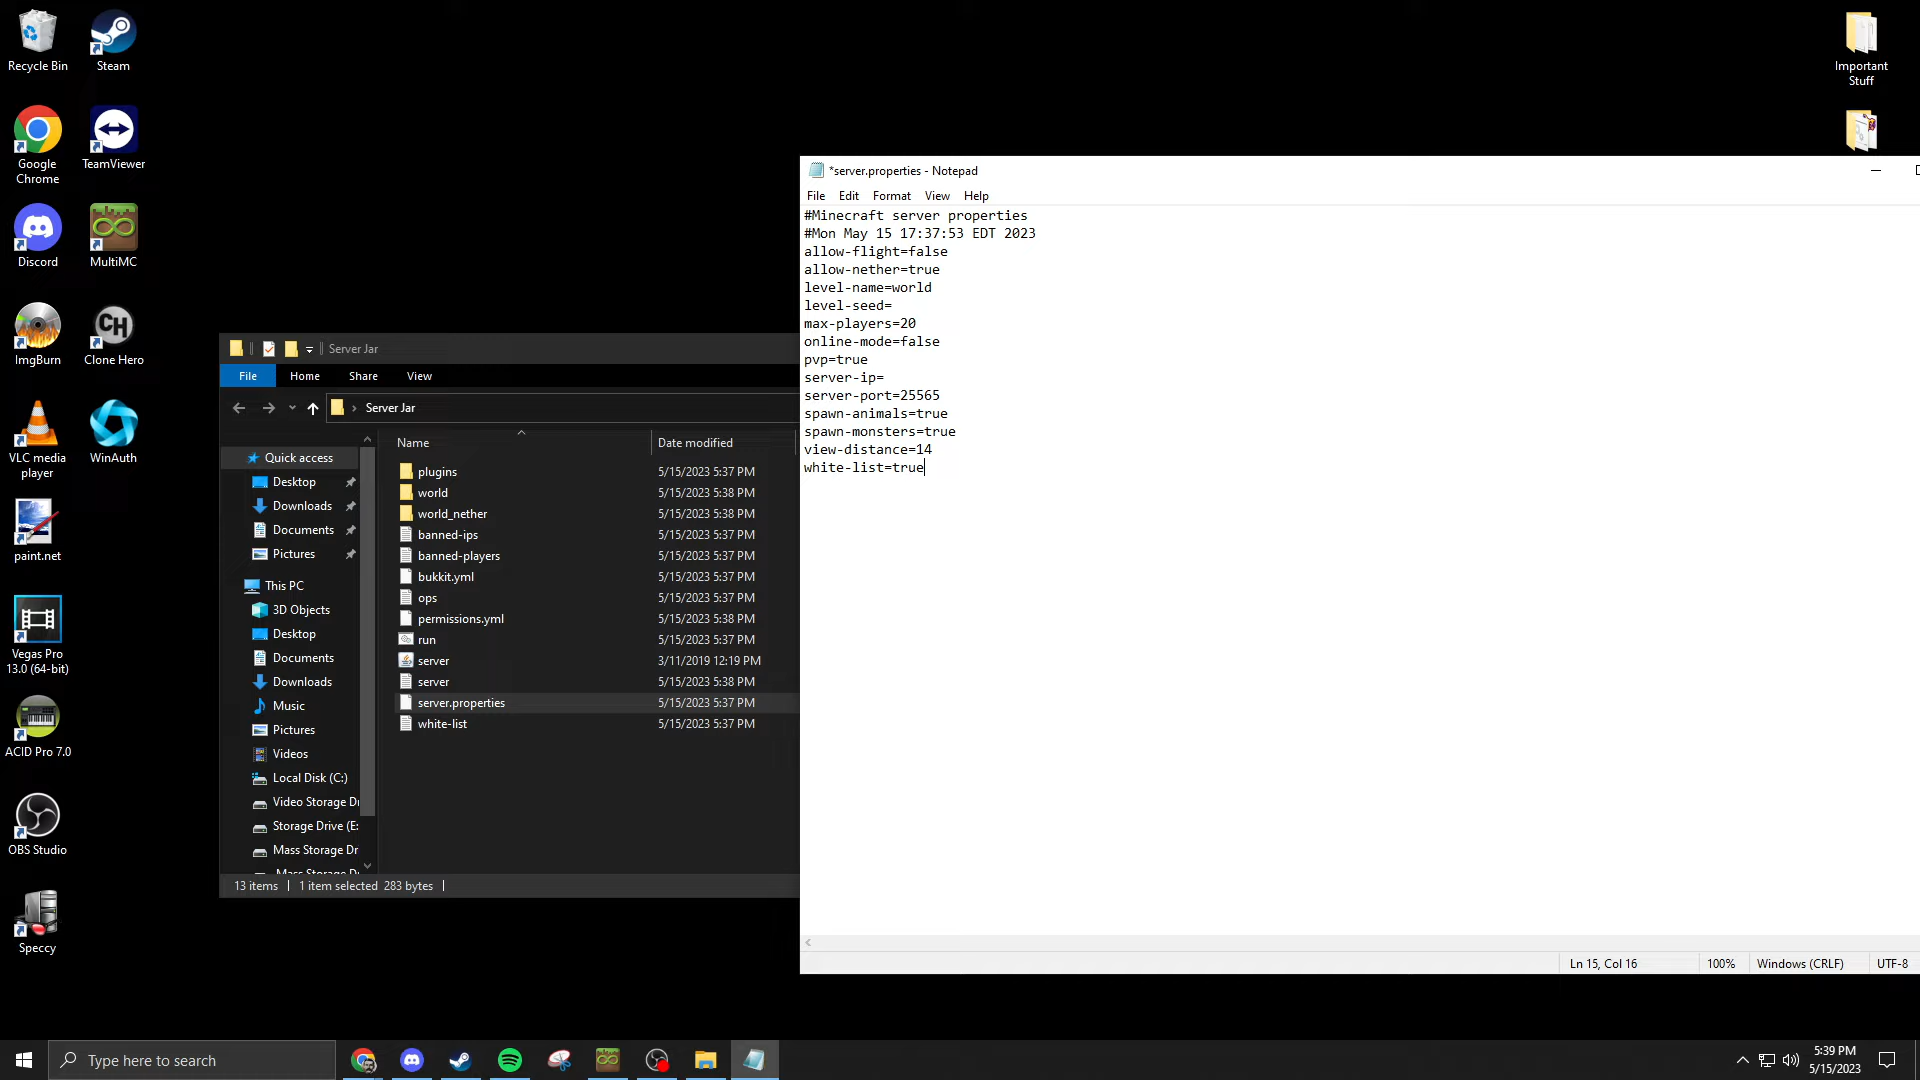 Recycle Bin
Steam
Google
Chrome
TeamViewer
Discord
MultiMC
ImgBurn
Clone Hero
VLC media
player
WinAuth
paint.net
Vegas Pro
13.0 (64-bit)
ACID Pro 7.0
OBS Studio
Speccy
Important
Stuff
Server Jar
File
Home
Share
View
Server Jar
Name
Date modified
Quick access
Desktop
Downloads
Documents
Pictures
This PC
3D Objects
Desktop
Documents
Downloads
Music
Pictures
Videos
Local Disk (C:)
Video Storage Dr
Storage Drive (E:
Mass Storage Dr
plugins 5/15/2023 5:37 PM
world 5/15/2023 5:38 PM
world_nether 5/15/2023 5:38 PM
banned-ips 5/15/2023 5:37 PM
banned-players 5/15/2023 5:37 PM
bukkit.yml 5/15/2023 5:37 PM
ops 5/15/2023 5:37 PM
permissions.yml 5/15/2023 5:38 PM
run 5/15/2023 5:37 PM
server 3/11/2019 12:19 PM
server 5/15/2023 5:38 PM
server.properties 5/15/2023 5:37 PM
white-list 5/15/2023 5:37 PM
13 items
1 item selected 283 bytes
*server.properties - Notepad
File Edit Format View Help
#Minecraft server properties
#Mon May 15 17:37:53 EDT 2023
allow-flight=false
allow-nether=true
level-name=world
level-seed=
max-players=20
online-mode=false
pvp=true
server-ip=
server-port=25565
spawn-animals=true
spawn-monsters=true
view-distance=14
white-list=true
Ln 15, Col 16
100%
Windows (CRLF)
UTF-8
Type here to search
5:39 PM
5/15/2023